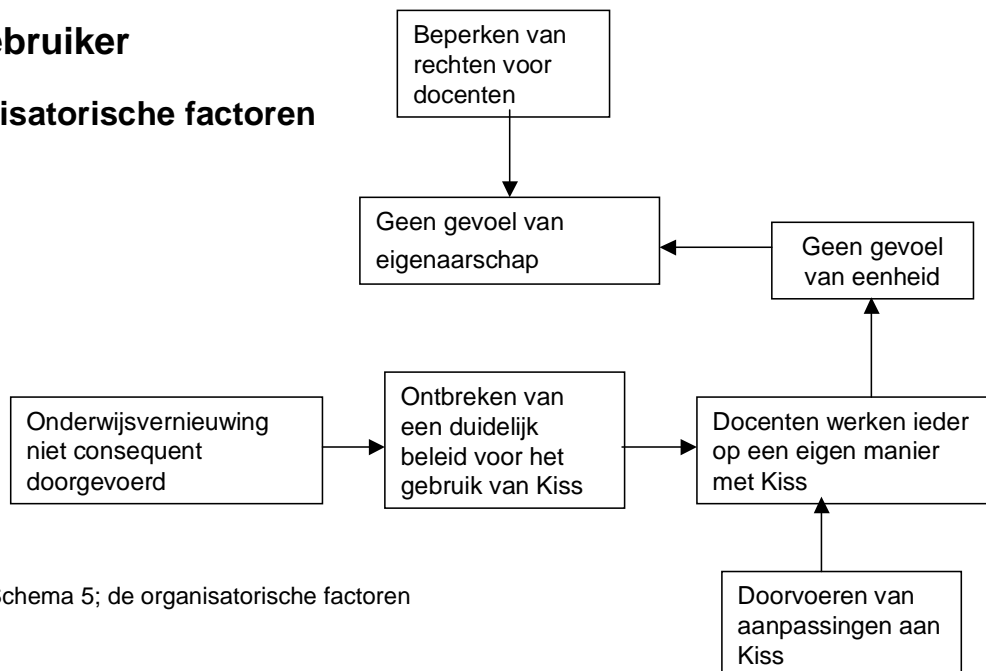 ebruiker
isatorische factoren
Beperken van
rechten voor
docenten
Geen gevoel van
eigenaarschap
Geen gevoel
van eenheid
Onderwijsvernieuwing
niet consequent
doorgevoerd
Ontbreken van
een duidelijk
beleid voor het
gebruik van Kiss
Docenten werken ieder
op een eigen manier
met Kiss
Schema 5; de organisatorische factoren
Doorvoeren van
aanpassingen aan
Kiss